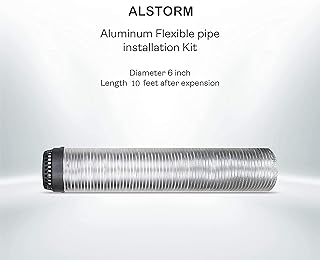 ALSTORM
Aluminum Flexible pipe
installation Kit
Diameter 6 inch
Length 10 feet after expension